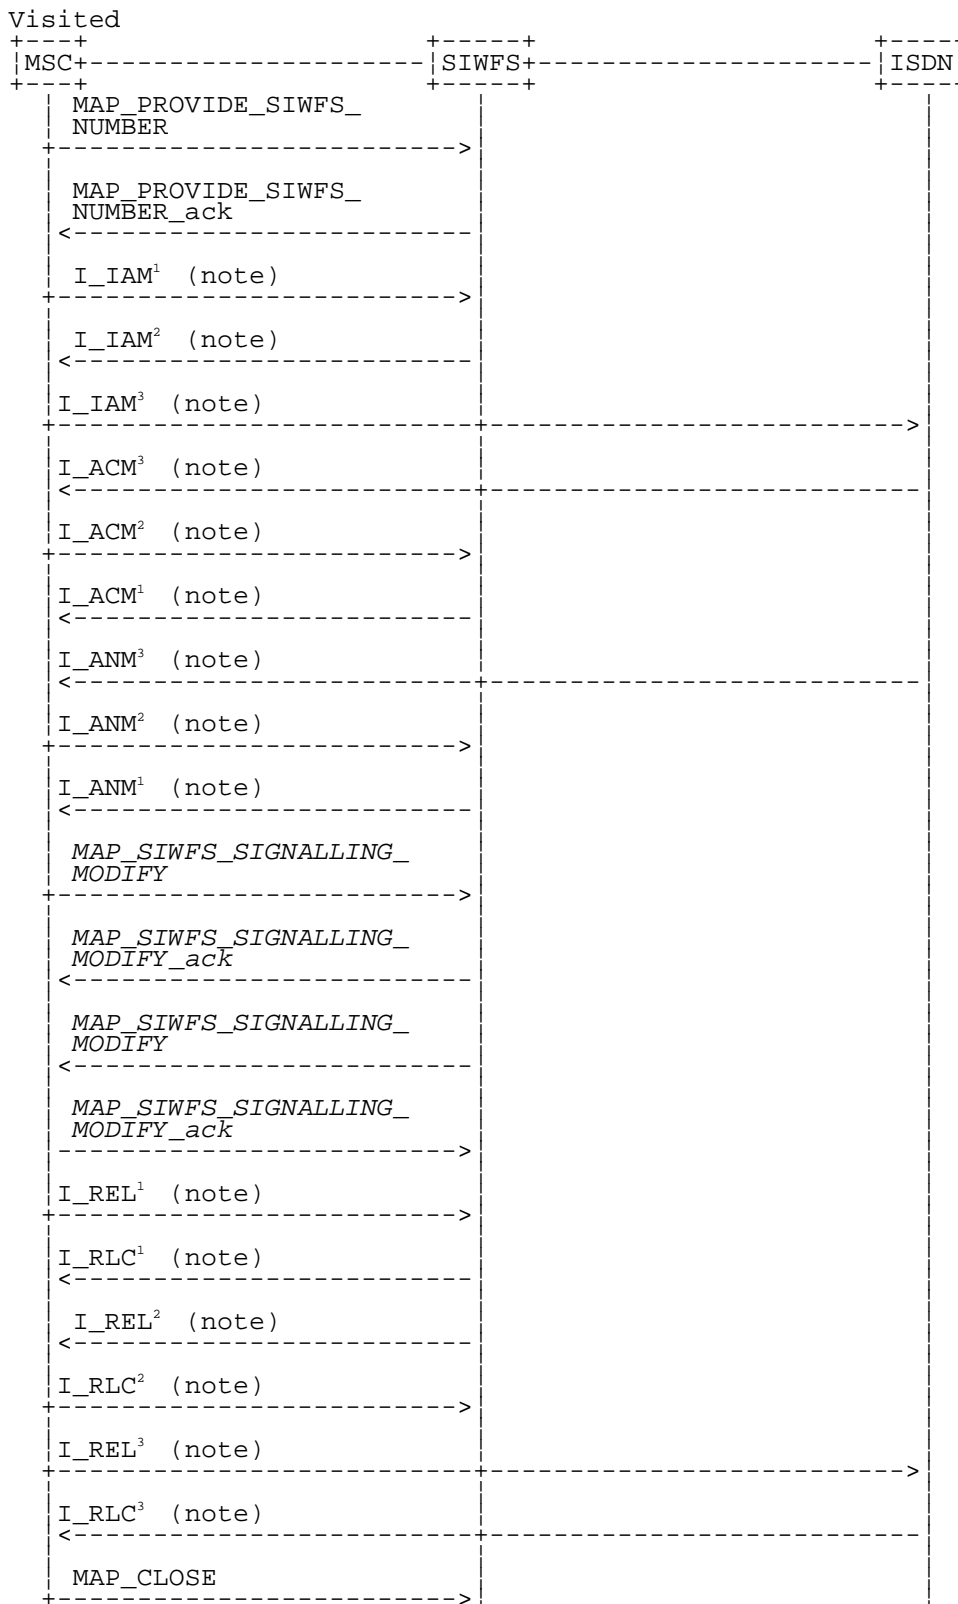 Visited
MSC SIWFS ISDN
MAP_PROVIDE_SIWFS_
NUMBER
MAP_PROVIDE_SIWFS_
NUMBER_ack
I_IAM¹ (note)
I_IAM² (note)
I_IAM³ (note)
I_ACM³ (note)
I_ACM² (note)
I_ACM¹ (note)
I_ANM³ (note)
I_ANM² (note)
I_ANM¹ (note)
MAP_SIWFS_SIGNALLING_
MODIFY
MAP_SIWFS_SIGNALLING_
MODIFY_ack
MAP_SIWFS_SIGNALLING_
MODIFY
MAP_SIWFS_SIGNALLING_
MODIFY_ack
I_REL¹ (note)
I_RLC¹ (note)
I_REL² (note)
I_RLC² (note)
I_REL³ (note)
I_RLC³ (note)
MAP_CLOSE